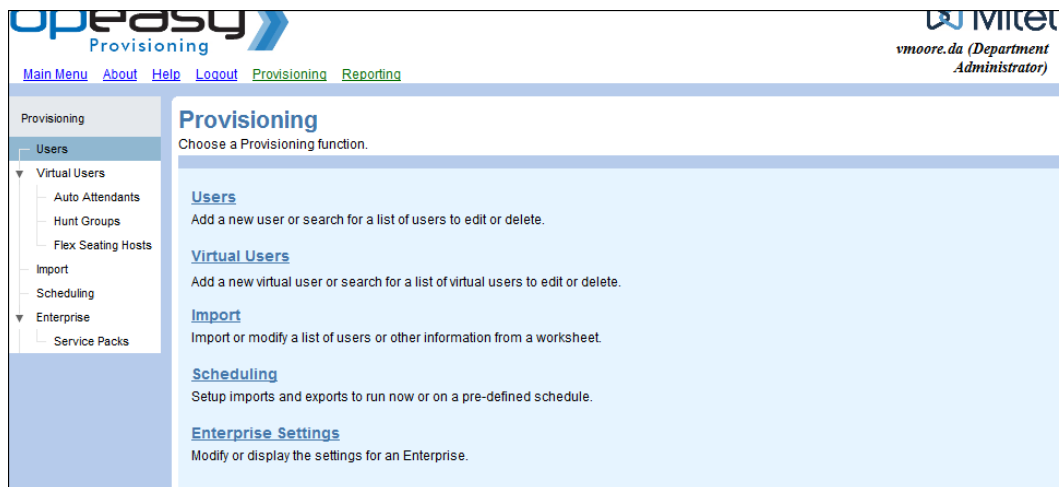 opeasy
Provisioning
Mitel
vmoore.da (Department
Administrator)
Main Menu About Help Logout Provisioning Reporting
Provisioning
Users
Virtual Users
Auto Attendants
Hunt Groups
Flex Seating Hosts
Import
Scheduling
Enterprise
Service Packs
Provisioning
Choose a Provisioning function.
Users
Add a new user or search for a list of users to edit or delete.
Virtual Users
Add a new virtual user or search for a list of virtual users to edit or delete.
Import
Import or modify a list of users or other information from a worksheet.
Scheduling
Setup imports and exports to run now or on a pre-defined schedule.
Enterprise Settings
Modify or display the settings for an Enterprise.